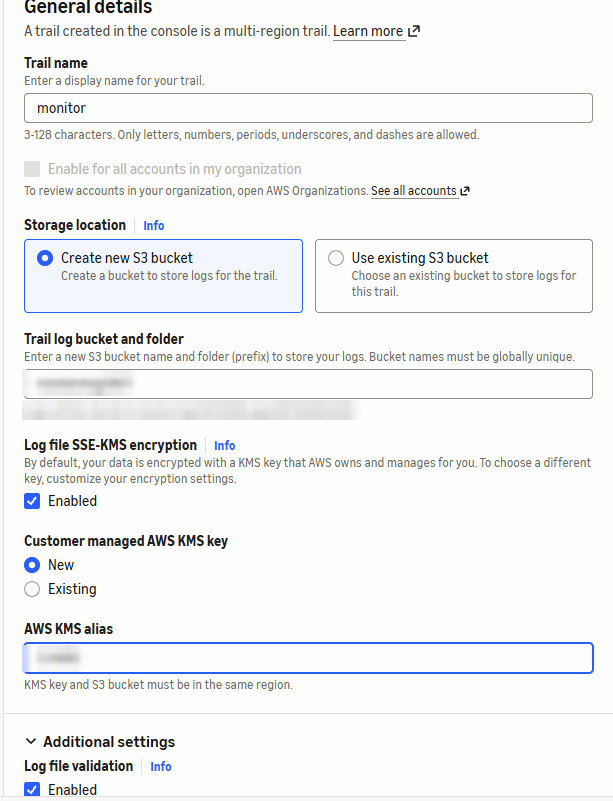 General details
A trail created in the console is a multi-region trail. Learn more
Trail name
Enter a display name for your trail.
monitor
3-128 characters. Only letters, numbers, periods, underscores, and dashes are allowed.
Enable for all accounts in my organization
To review accounts in your organization, open AWS Organizations. See all accounts
Storage location Info
Create new S3 bucket
Create a bucket to store logs for the trail.
Use existing S3 bucket
Choose an existing bucket to store logs for
this trail.
Trail log bucket and folder
Enter a new S3 bucket name and folder (prefix) to store your logs. Bucket names must be globally unique.
Log file SSE-KMS encryption Info
By default, your data is encrypted with a KMS key that AWS owns and manages for you. To choose a different
key, customize your encryption settings.
Enabled
Customer managed AWS KMS key
New
Existing
AWS KMS alias
KMS key and S3 bucket must be in the same region.
Additional settings
Log file validation Info
Enabled